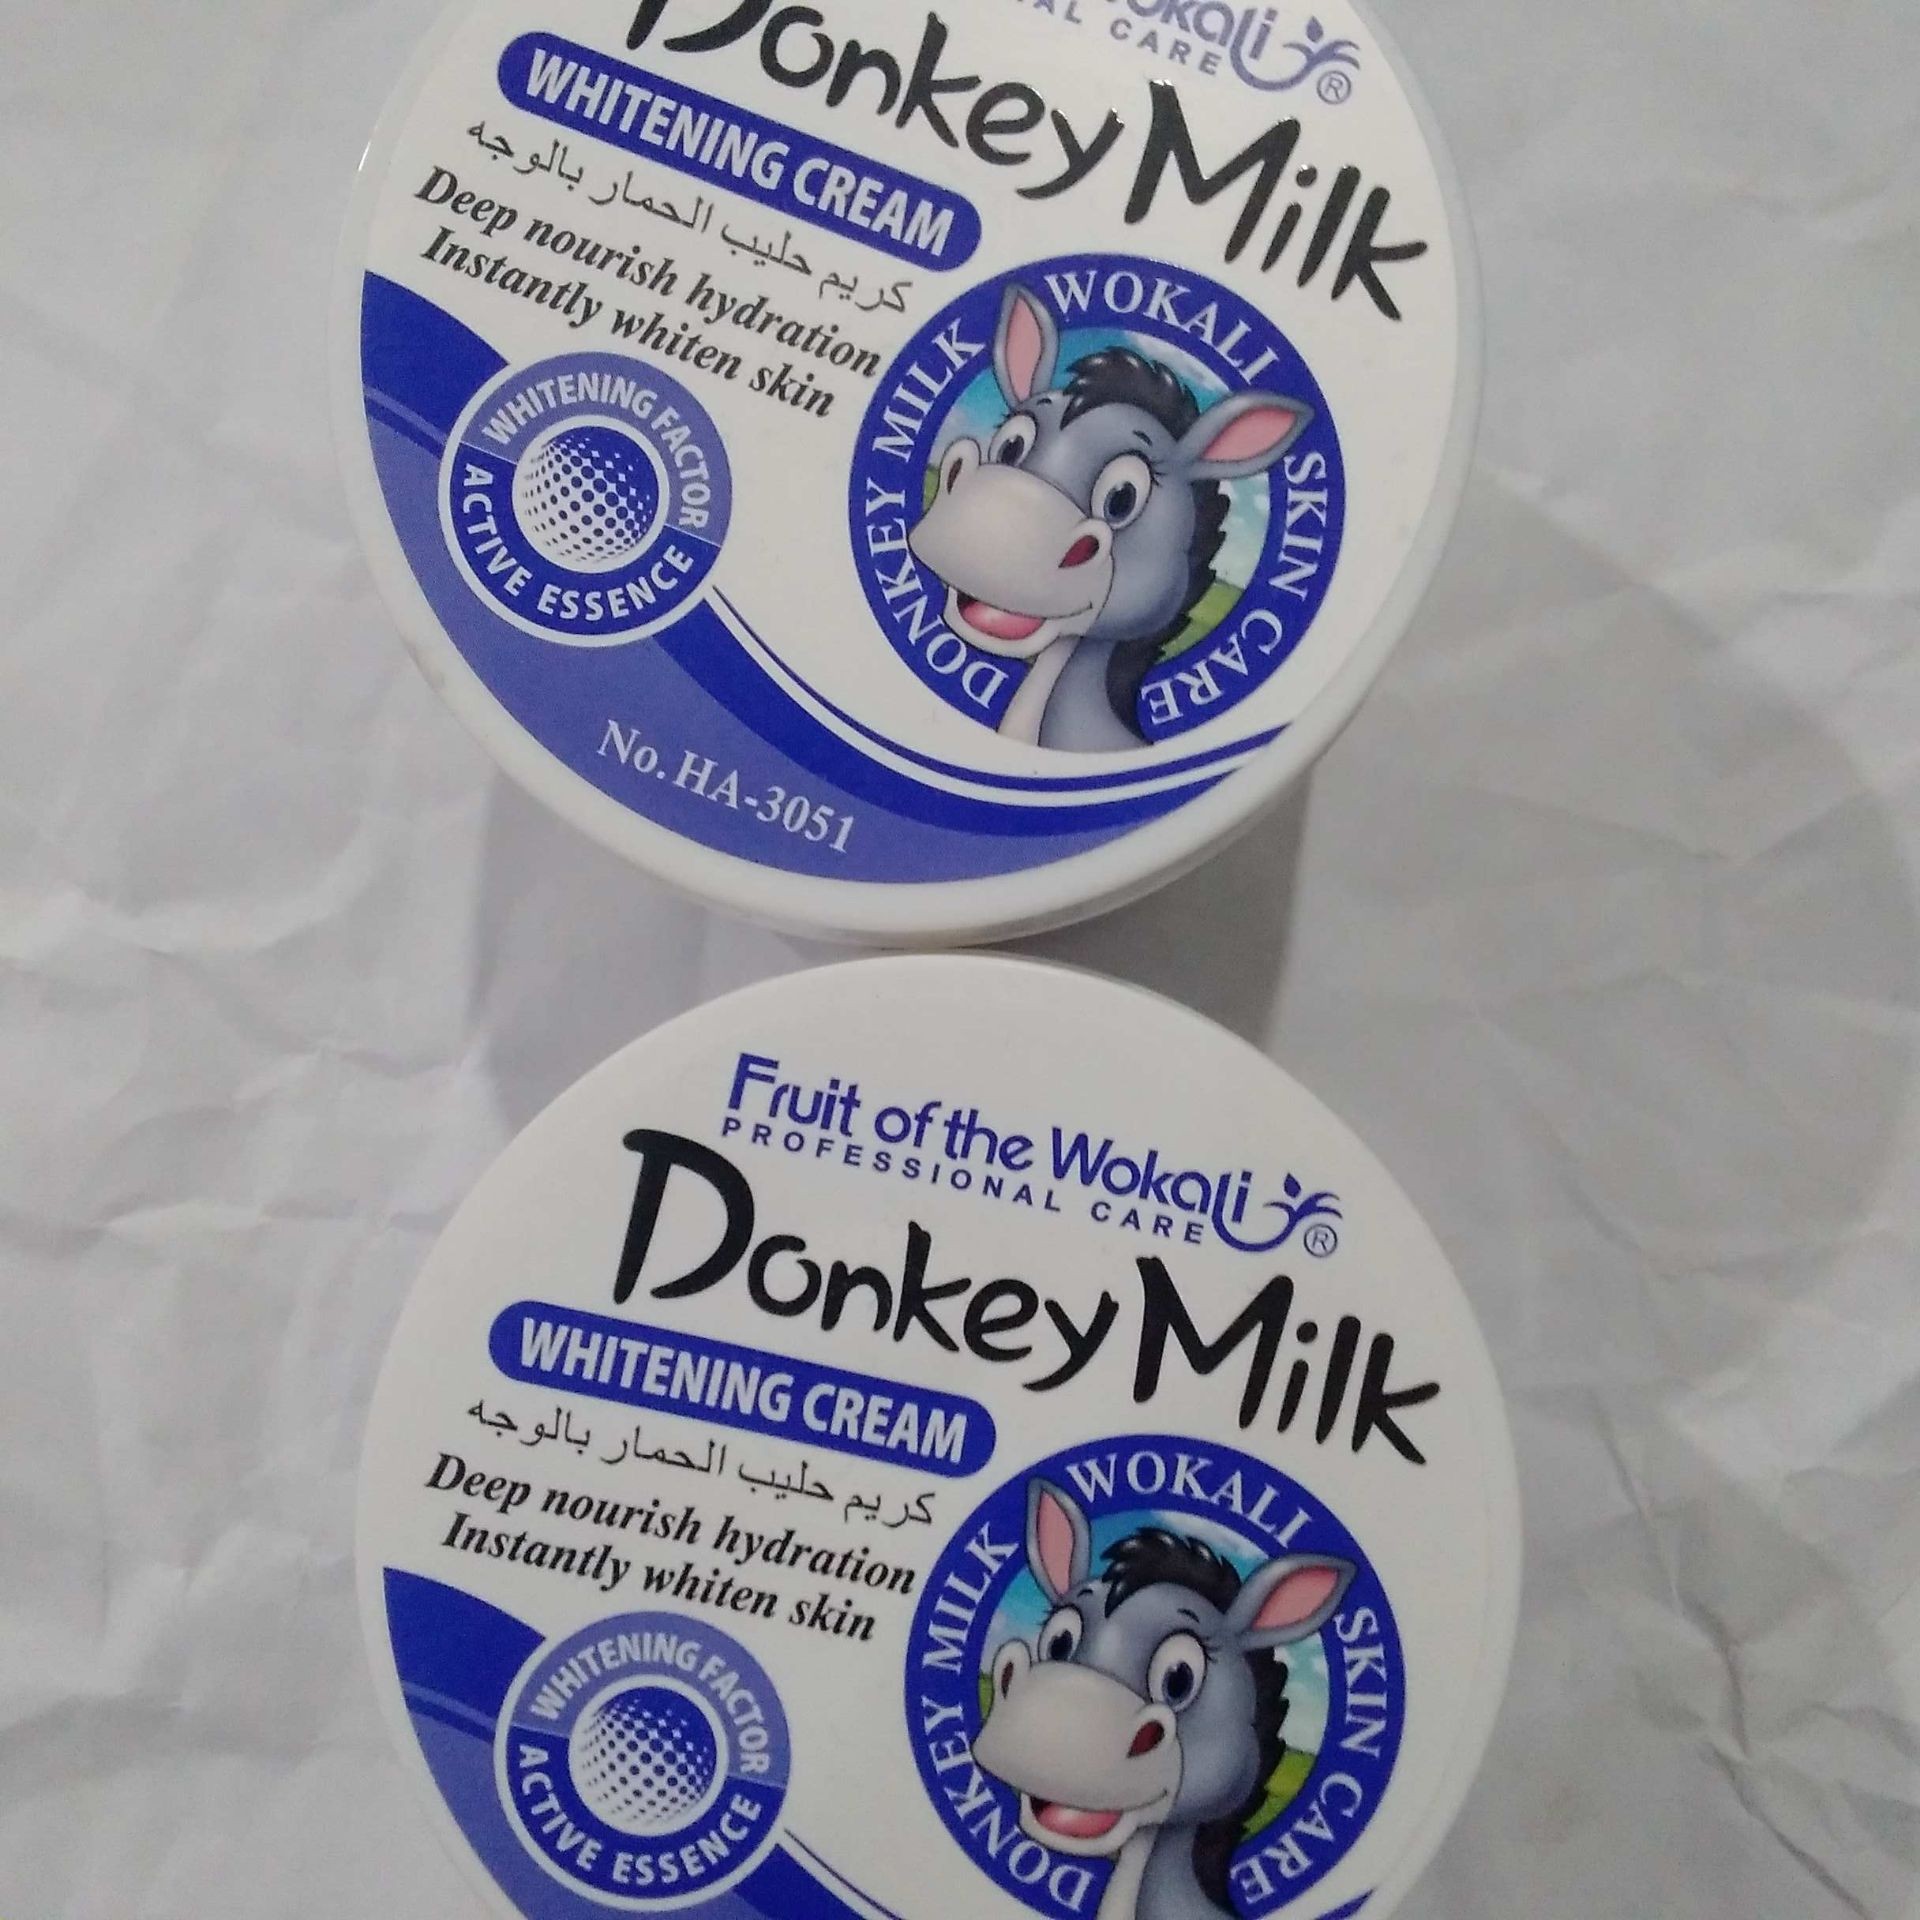 okali ®
AL CARE
Donkey Milk
WHITENING CREAM
كريم حليب الحمار بالوجه
Deep nourish hydration
Instantly whiten skin
WHITENING FACTOR
ACTIVE ESSENCE
DONKEY MILK WOKALI SKIN CARE
No. HA-3051
Fruit of the Wokali ®
PROFESSIONAL CARE
Donkey Milk
WHITENING CREAM
كريم حليب الحمار بالوجه
Deep nourish hydration
Instantly whiten skin
WHITENING FACTOR
ACTIVE ESSENCE
DONKEY MILK WOKALI SKIN CARE